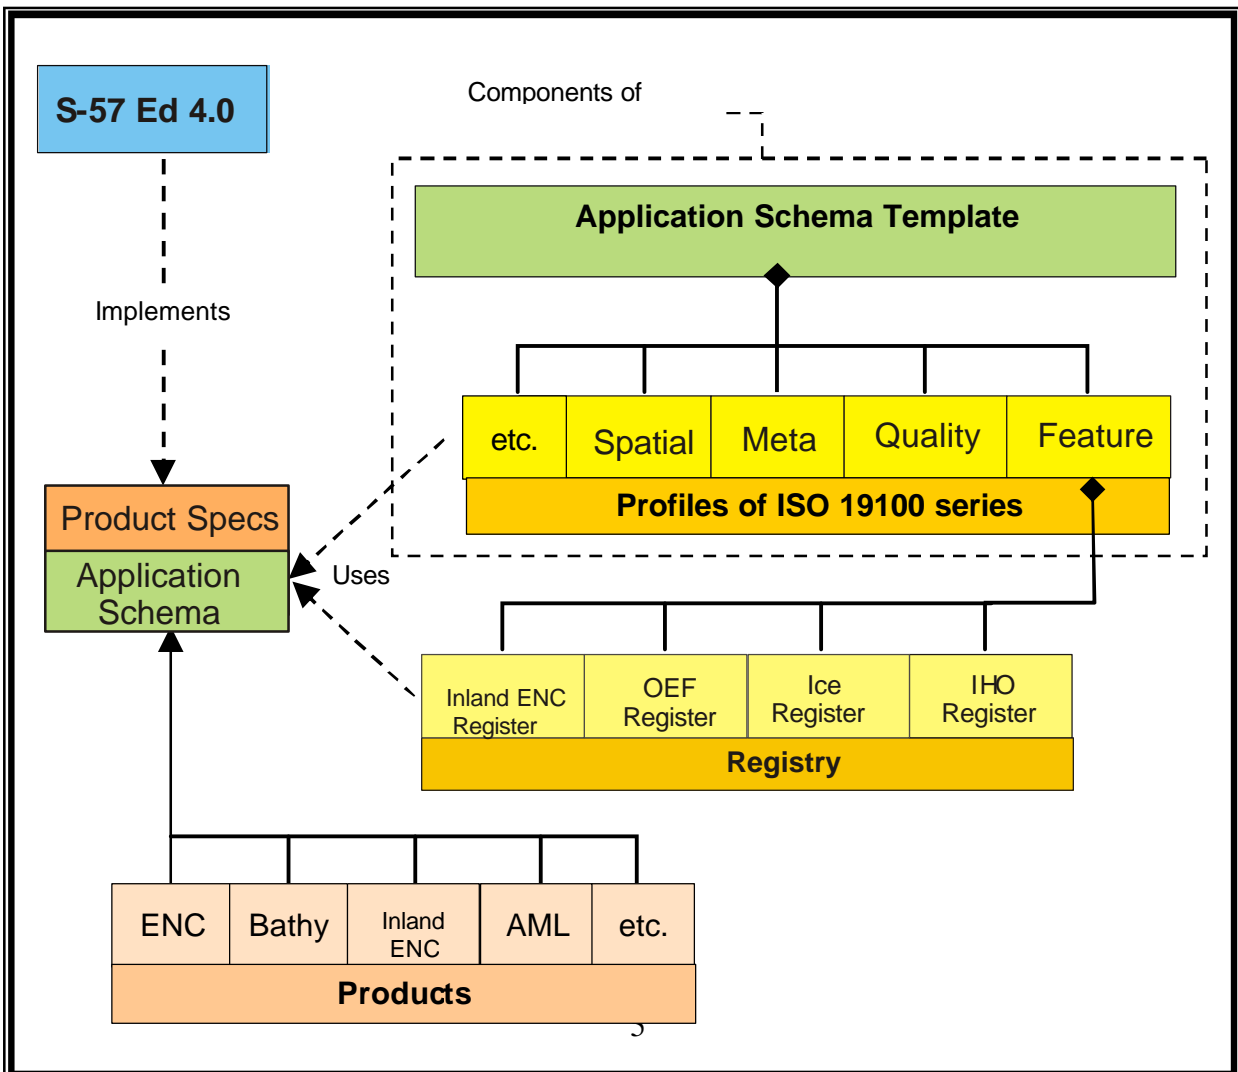 Components of
S-57 Ed 4.0
Application Schema Template
Implements
etc.
Spatial
Meta
Quality
Feature
Profiles of ISO 19100 series
Product Specs
Application
Schema
Uses
Inland ENC
Register
OEF
Register
Ice
Register
IHO
Register
Registry
ENC
Bathy
Inland
ENC
AML
etc.
Products